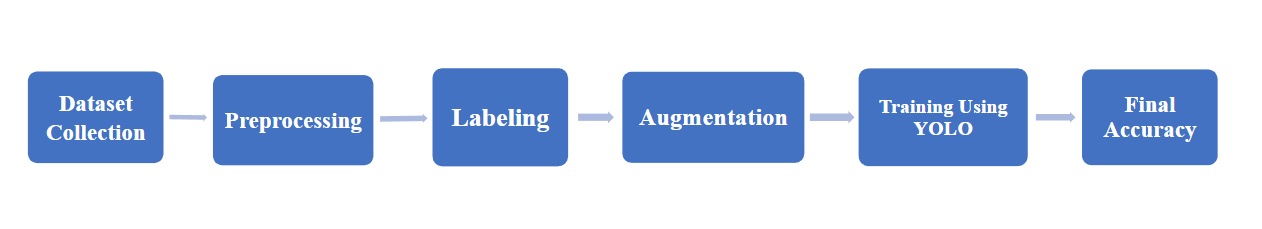 Dataset
Collection
Preprocessing
Labeling
Augmentation
Training Using
YOLO
Final
Accuracy